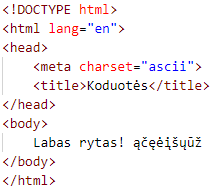 <!DOCTYPE html>
<html lang="en">
<head>
    <meta charset="ascii">
    <title>Koduotės</title>
</head>
<body>
    Labas rytas! ąčęėįšųūž
</body>
</html>